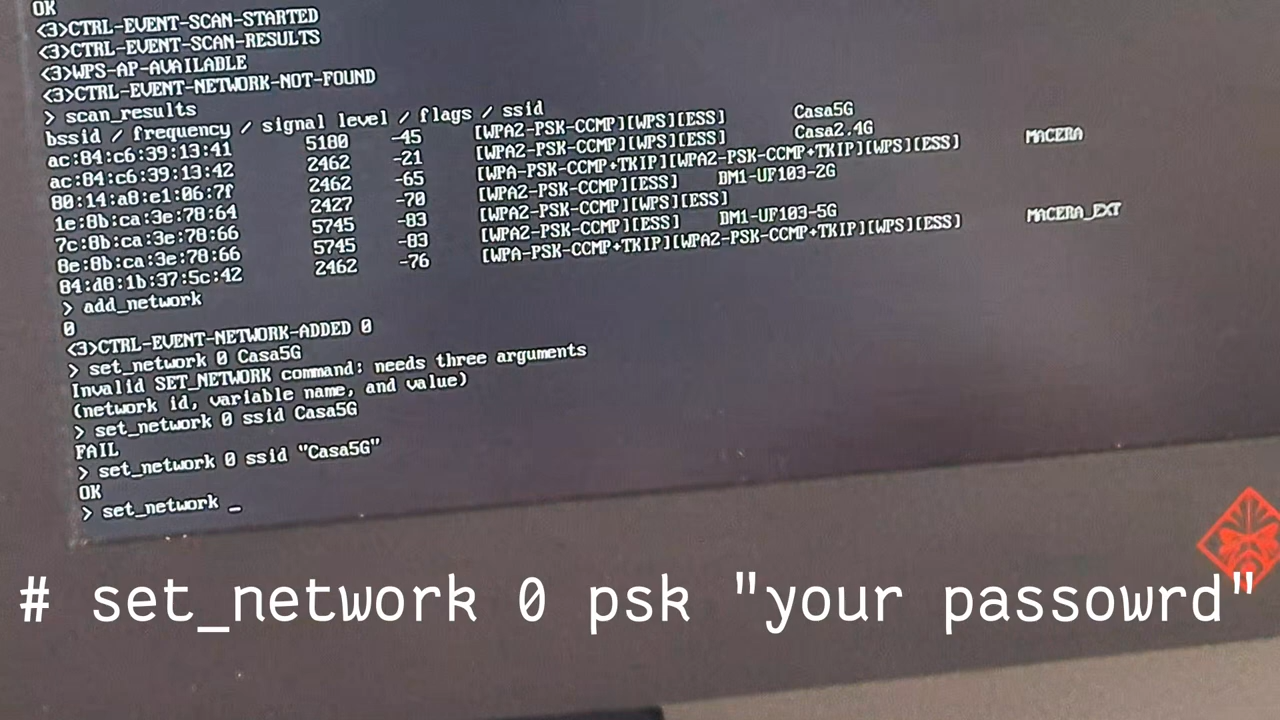 OK
<3>CTRL-EVENT-SCAN-STARTED
<3>CTRL-EVENT-SCAN-RESULTS
<3>WPS-AP-AVAILABLE
<3>CTRL-EVENT-NETWORK-NOT-FOUND
> scan_results
bssid / frequency / signal level / flags / ssid
ac:84:c6:39:13:41 5180 -45 [WPA2-PSK-CCMP][WPS][ESS] Casa5G
ac:84:c6:39:13:42 2462 -21 [WPA2-PSK-CCMP][WPS][ESS] Casa2.4G
80:14:a8:e1:06:7f 2462 -65 [WPA-PSK-CCMP+TKIP][WPA2-PSK-CCMP+TKIP][WPS][ESS] MACERA
1e:8b:ca:3e:78:64 2427 -70 [WPA2-PSK-CCMP][ESS] BM1-UF103-2G
7c:8b:ca:3e:78:66 5745 -83 [WPA2-PSK-CCMP][WPS][ESS]
8e:8b:ca:3e:78:66 5745 -83 [WPA2-PSK-CCMP][ESS] BM1-UF103-5G
84:d8:1b:37:5c:42 2462 -76 [WPA-PSK-CCMP+TKIP][WPA2-PSK-CCMP+TKIP][WPS][ESS] MACERA_EXT
> add_network
0
<3>CTRL-EVENT-NETWORK-ADDED 0
> set_network 0 Casa5G
Invalid SET_NETWORK command: needs three arguments
(network id, variable name, and value)
> set_network 0 ssid Casa5G
FAIL
> set_network 0 ssid "Casa5G"
OK
> set_network _
# set_network 0 psk "your passowrd"